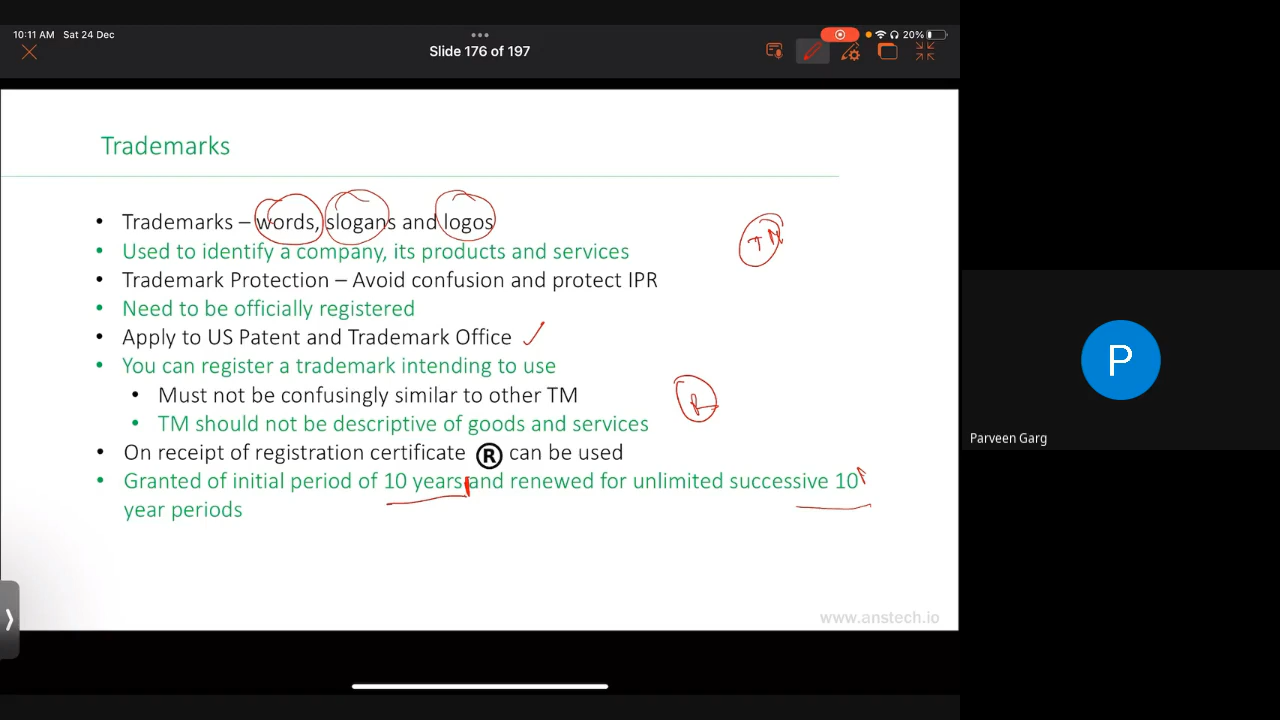 10:11 AM Sat 24 Dec
20%
Slide 176 of 197
Trademarks
• Trademarks – words, slogans and logos
TM
• Used to identify a company, its products and services
• Trademark Protection – Avoid confusion and protect IPR
• Need to be officially registered
• Apply to US Patent and Trademark Office
• You can register a trademark intending to use
• Must not be confusingly similar to other TM
R
• TM should not be descriptive of goods and services
• On receipt of registration certificate ® can be used
• Granted of initial period of 10 years and renewed for unlimited successive 10
year periods
www.anstech.io
P
Parveen Garg